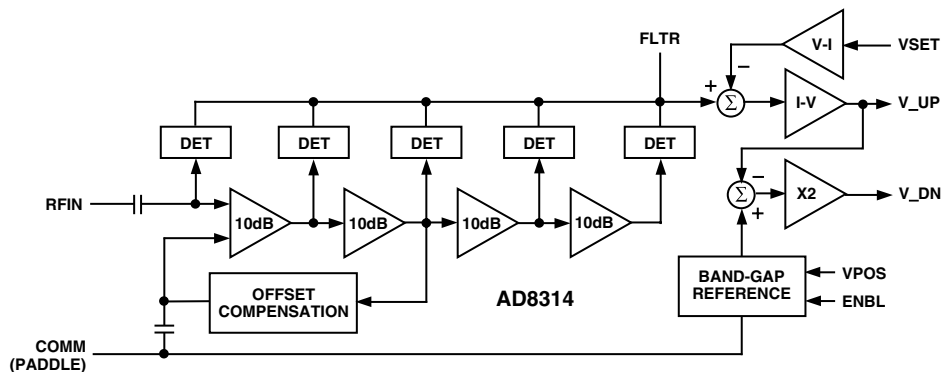 FLTR
V-I
VSET
+
−
Σ
I-V
V_UP
DET
DET
DET
DET
DET
RFIN
10dB
10dB
10dB
10dB
−
Σ
+
X2
V_DN
OFFSET
COMPENSATION
AD8314
BAND-GAP
REFERENCE
VPOS
ENBL
COMM
(PADDLE)